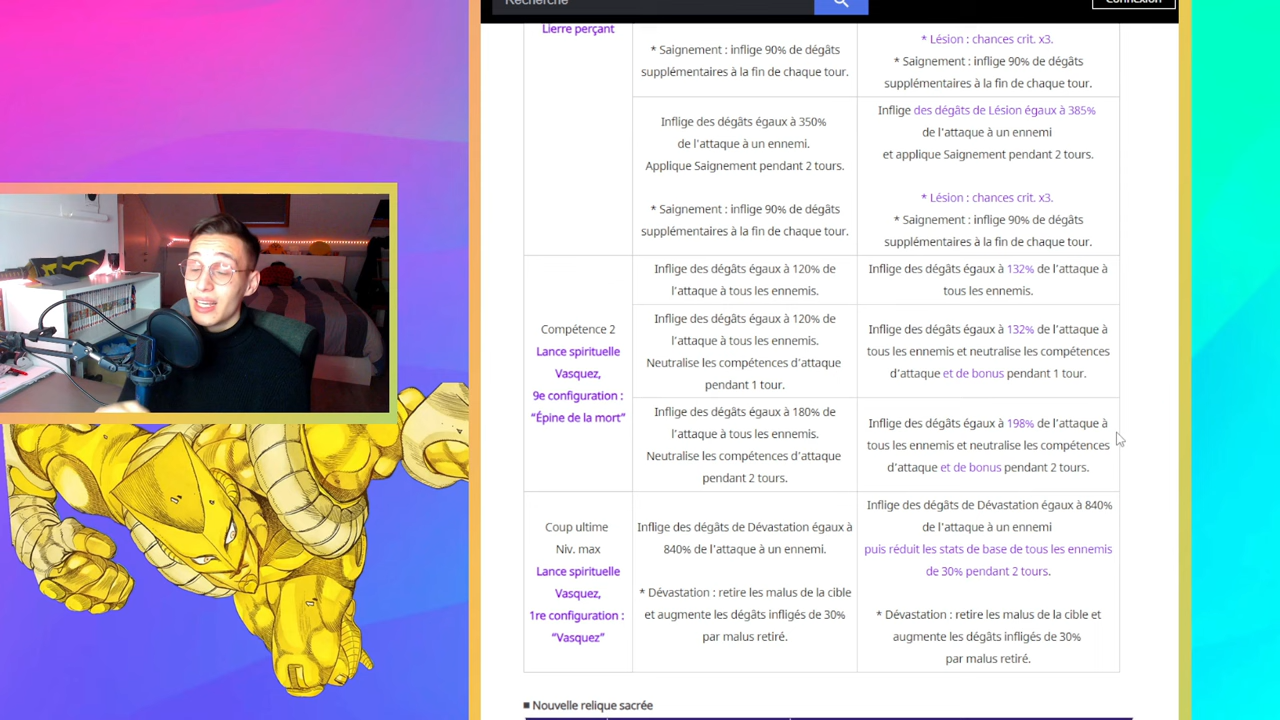 Recherche
Connexion
Lierre perçant
* Saignement : inflige 90% de dégâts
supplémentaires à la fin de chaque tour.
* Lésion : chances crit. x3.
* Saignement : inflige 90% de dégâts
supplémentaires à la fin de chaque tour.
Inflige des dégâts égaux à 350%
de l'attaque à un ennemi.
Applique Saignement pendant 2 tours.
* Saignement : inflige 90% de dégâts
supplémentaires à la fin de chaque tour.
Inflige des dégâts de Lésion égaux à 385%
de l'attaque à un ennemi
et applique Saignement pendant 2 tours.
* Lésion : chances crit. x3.
* Saignement : inflige 90% de dégâts
supplémentaires à la fin de chaque tour.
Compétence 2
Lance spirituelle
Vasquez,
9e configuration :
“Épine de la mort”
Inflige des dégâts égaux à 120% de
l'attaque à tous les ennemis.
Inflige des dégâts égaux à 132% de l'attaque à
tous les ennemis.
Inflige des dégâts égaux à 120% de
l'attaque à tous les ennemis.
Neutralise les compétences d'attaque
pendant 1 tour.
Inflige des dégâts égaux à 132% de l'attaque à
tous les ennemis et neutralise les compétences
d'attaque et de bonus pendant 1 tour.
Inflige des dégâts égaux à 180% de
l'attaque à tous les ennemis.
Neutralise les compétences d'attaque
pendant 2 tours.
Inflige des dégâts égaux à 198% de l'attaque à
tous les ennemis et neutralise les compétences
d'attaque et de bonus pendant 2 tours.
Coup ultime
Niv. max
Lance spirituelle
Vasquez,
1re configuration :
“Vasquez”
Inflige des dégâts de Dévastation égaux à
840% de l'attaque à un ennemi.
* Dévastation : retire les malus de la cible
et augmente les dégâts infligés de 30%
par malus retiré.
Inflige des dégâts de Dévastation égaux à 840%
de l'attaque à un ennemi
puis réduit les stats de base de tous les ennemis
de 30% pendant 2 tours.
* Dévastation : retire les malus de la cible et
augmente les dégâts infligés de 30%
par malus retiré.
■ Nouvelle relique sacrée